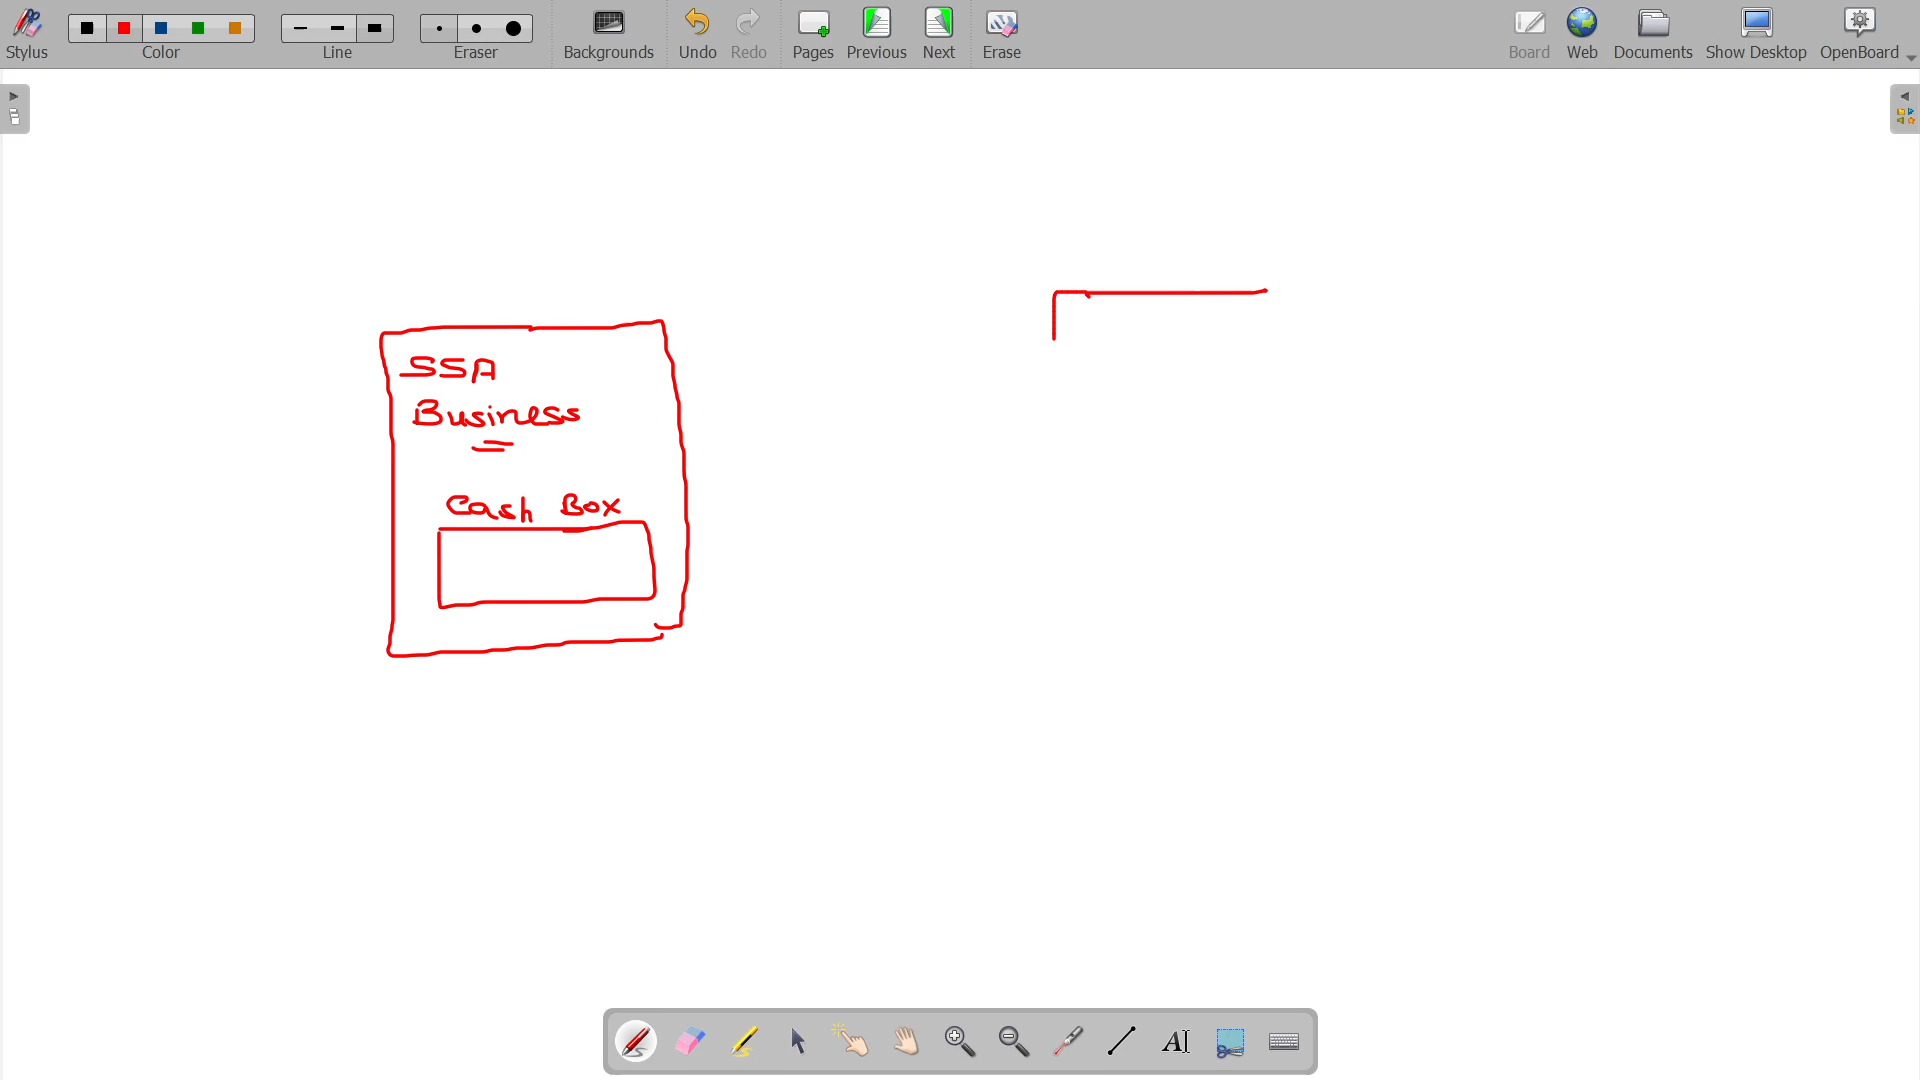 Stylus
Color
Line
Eraser
Backgrounds
Undo
Redo
Pages
Previous
Next
Erase
Board
Web
Documents
Show Desktop
OpenBoard
SSA
Business
Cash Box
AI